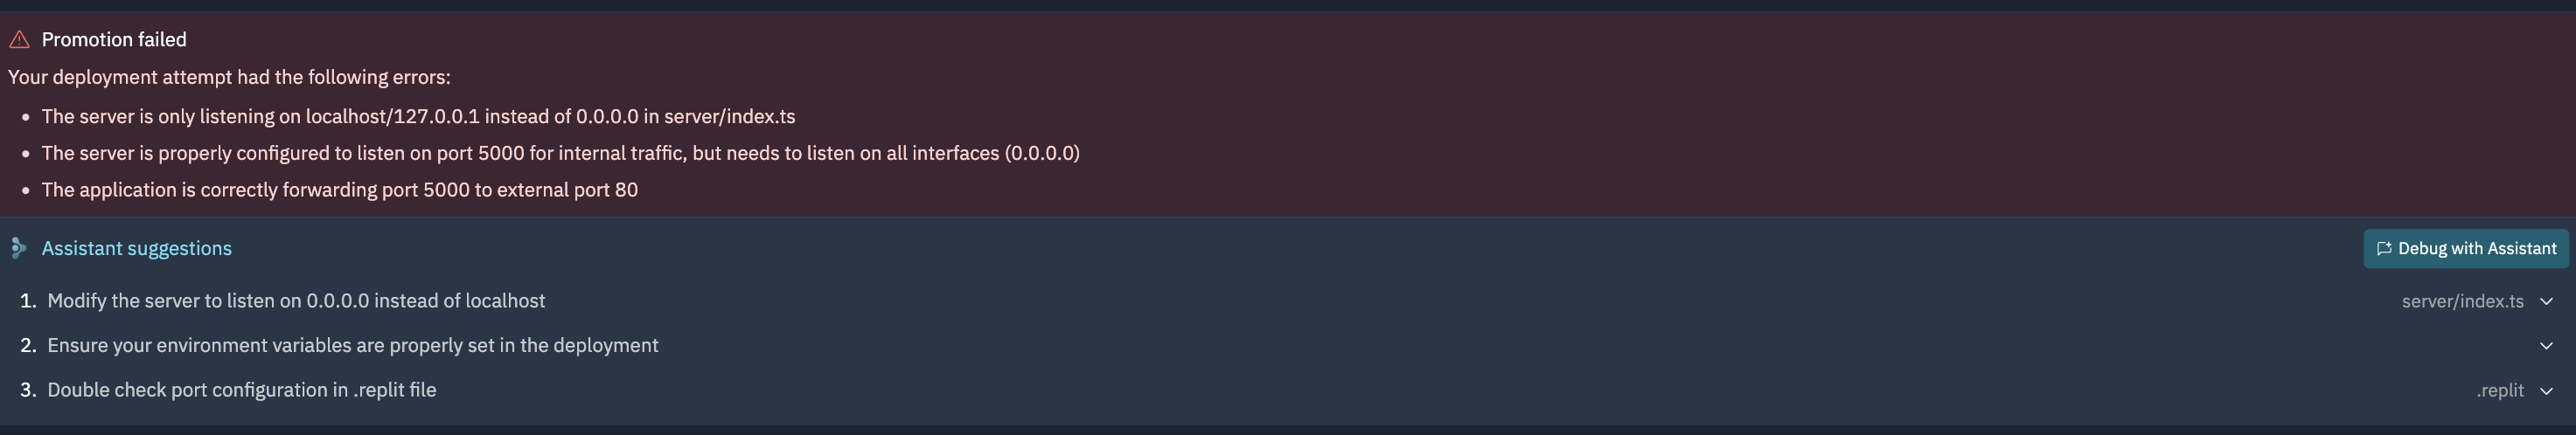 Promotion failed
Your deployment attempt had the following errors:
• The server is only listening on localhost/127.0.0.1 instead of 0.0.0.0 in server/index.ts
• The server is properly configured to listen on port 5000 for internal traffic, but needs to listen on all interfaces (0.0.0.0)
• The application is correctly forwarding port 5000 to external port 80
Assistant suggestions
Debug with Assistant
1. Modify the server to listen on 0.0.0.0 instead of localhost
server/index.ts
2. Ensure your environment variables are properly set in the deployment
3. Double check port configuration in .replit file
.replit